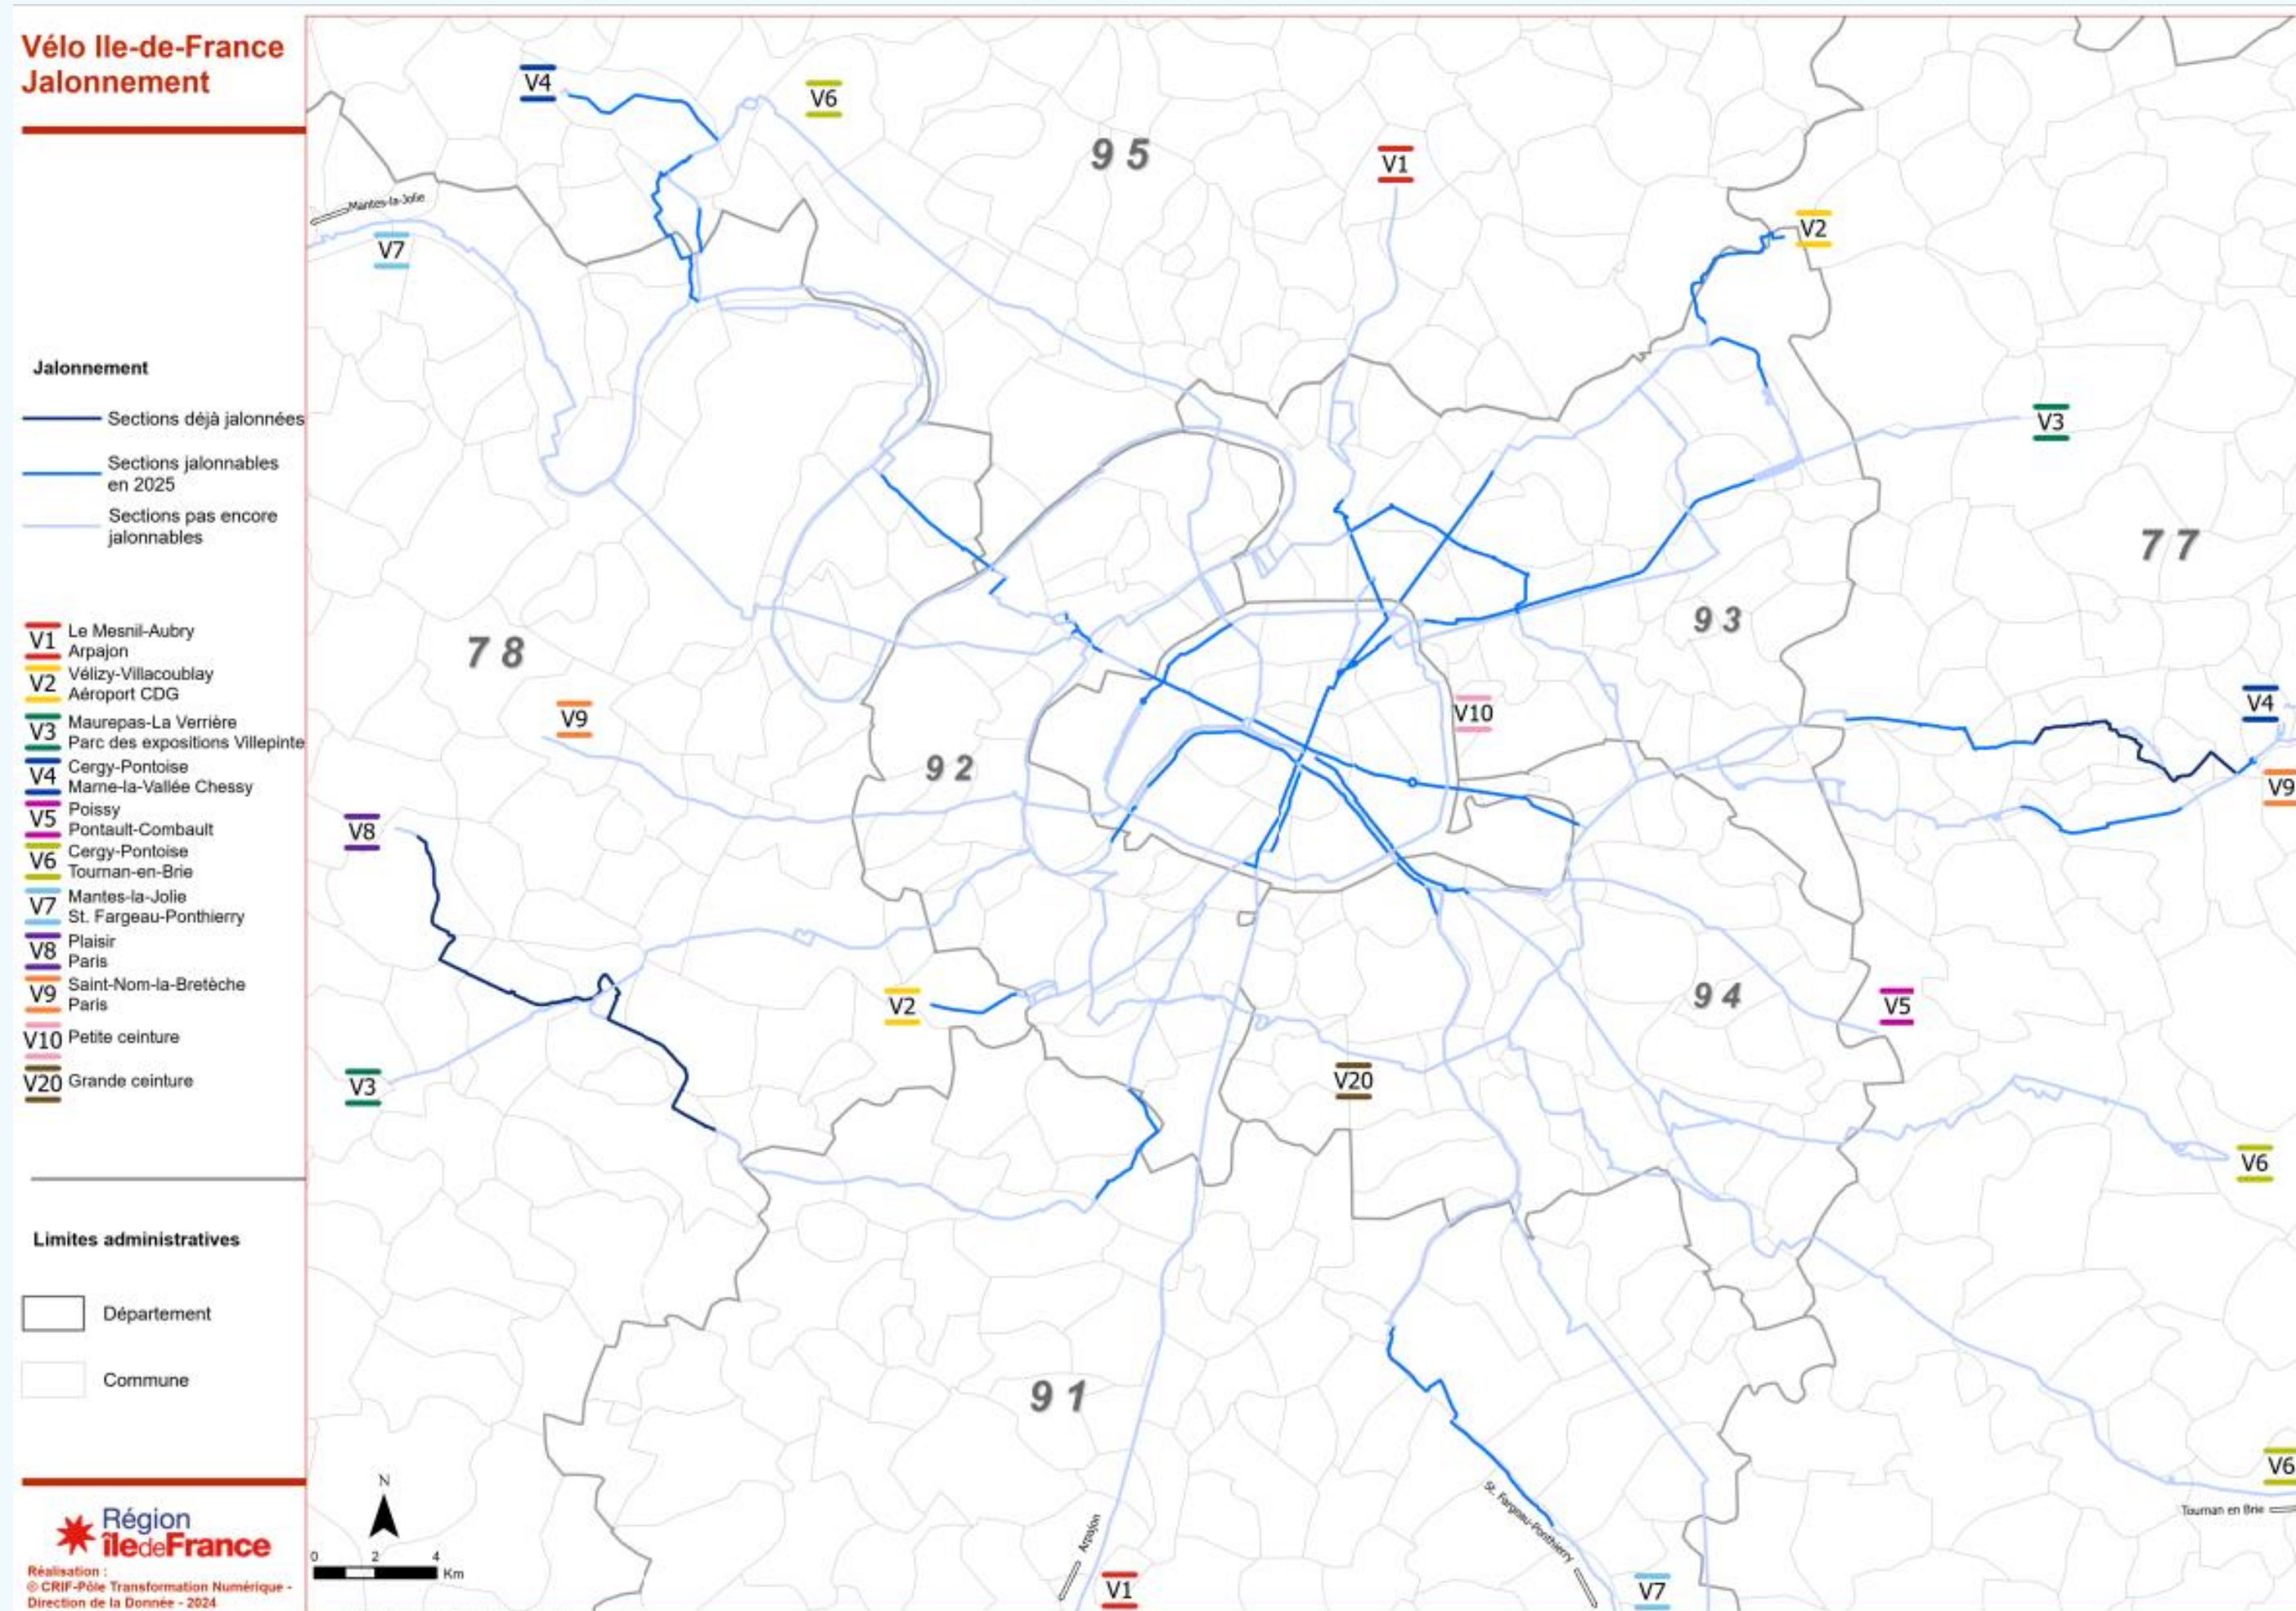 Vélo Ile-de-France
Jalonnement
Jalonnement
Sections déjà jalonnées
Sections jalonnables
en 2025
Sections pas encore
jalonnables
V1 Le Mesnil-Aubry
Arpajon
V2 Vélizy-Villacoublay
Aéroport CDG
V3 Maurepas-La Verrière
Parc des expositions Villepinte
V4 Cergy-Pontoise
Marne-la-Vallée Chessy
V5 Poissy
Pontault-Combault
V6 Cergy-Pontoise
Tournan-en-Brie
V7 Mantes-la-Jolie
St. Fargeau-Ponthierry
V8 Plaisir
Paris
V9 Saint-Nom-la-Bretèche
Paris
V10 Petite ceinture
V20 Grande ceinture
Limites administratives
Département
Commune
Région
îledeFrance
Réalisation :
© CRIF-Pôle Transformation Numérique -
Direction de la Donnée - 2024
V4
V6
95
V1
Mantes-la-Jolie
V7
V2
V3
77
93
78
V9
V10
V4
92
V9
V8
V2
94
V5
V3
V20
V6
91
V6
Tournan en Brie
St. Fargeau-Ponthierry
Arpajon
N
0 2 4
Km
V1
V7